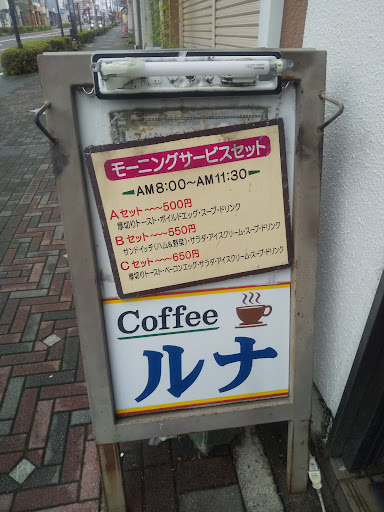 モーニングサービスセット
AM8:00〜AM11:30
Aセット〜〜500円
厚切りトースト・ボイルドエッグ・スープ・ドリンク
Bセット〜〜550円
サンドイッチ(ハム&野菜)・サラダ・アイスクリーム・スープ・ドリンク
Cセット〜〜650円
厚切りトースト・ベーコンエッグ・サラダ・アイスクリーム・スープ・ドリンク
Coffee
ルナ